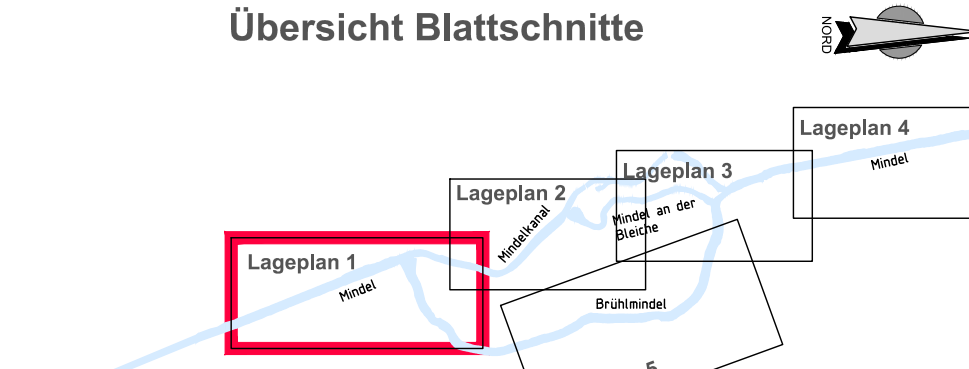 Übersicht Blattschnitte
NORD
Lageplan 4
Mindel
Lageplan 3
Lageplan 2
Mindel an der
Bleiche
Mindelkanal
Lageplan 1
Mindel
Brühlmindel
5